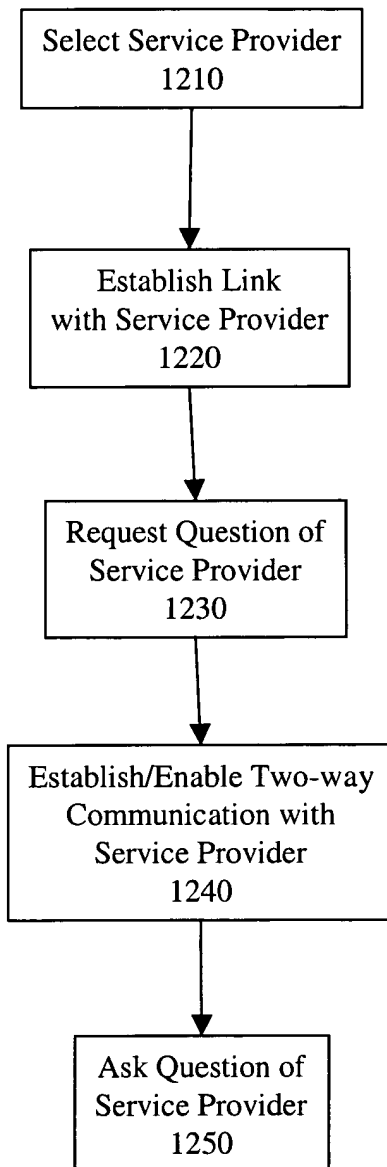 Select Service Provider
1210
Establish Link
with Service Provider
1220
Request Question of
Service Provider
1230
Establish/Enable Two-way
Communication with
Service Provider
1240
Ask Question of
Service Provider
1250